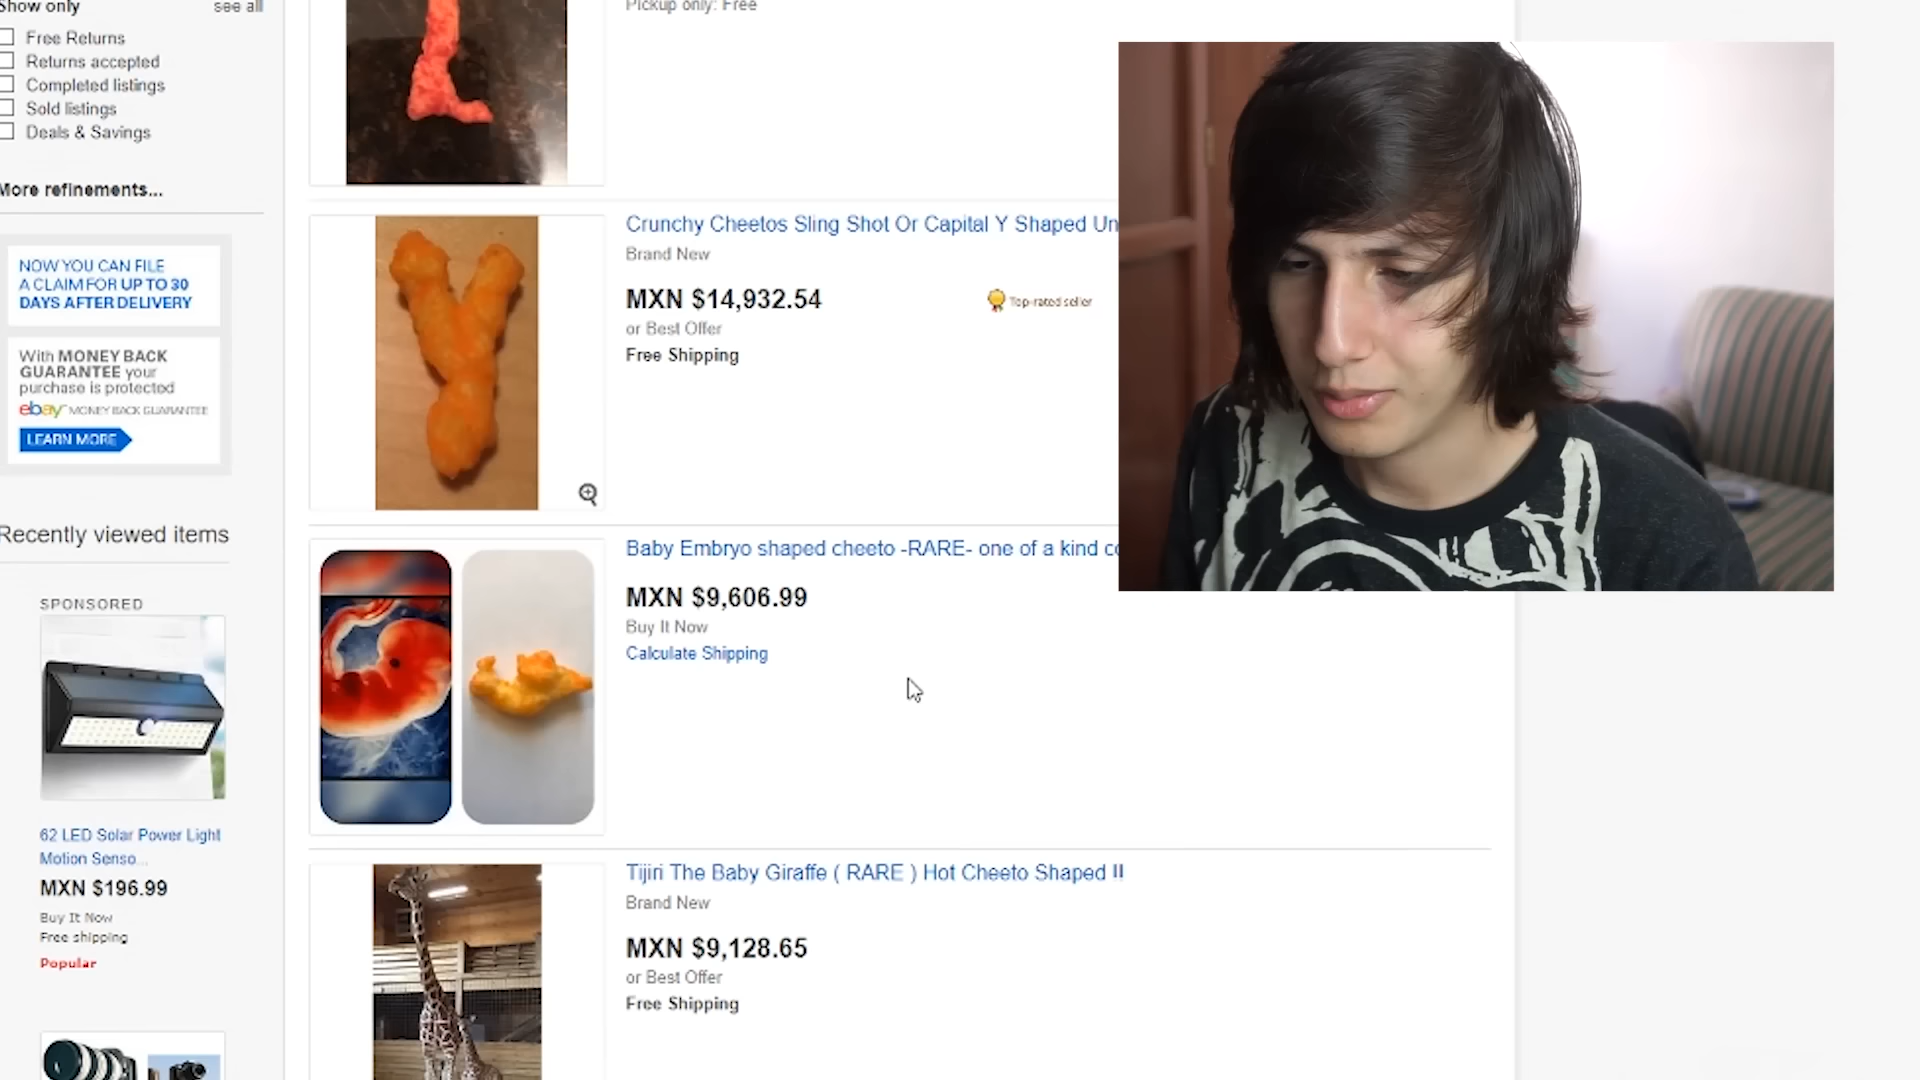 Show only
see all
Free Returns
Returns accepted
Completed listings
Sold listings
Deals & Savings
More refinements...
NOW YOU CAN FILE
A CLAIM FOR UP TO 30
DAYS AFTER DELIVERY
With MONEY BACK
GUARANTEE your
purchase is protected
ebay MONEY BACK GUARANTEE
LEARN MORE
Recently viewed items
SPONSORED
62 LED Solar Power Light
Motion Senso...
MXN $196.99
Buy It Now
Free shipping
Popular
Pickup only: Free
Crunchy Cheetos Sling Shot Or Capital Y Shaped Un
Brand New
MXN $14,932.54
Top-rated seller
or Best Offer
Free Shipping
Baby Embryo shaped cheeto -RARE- one of a kind
MXN $9,606.99
Buy It Now
Calculate Shipping
Tijiri The Baby Giraffe ( RARE ) Hot Cheeto Shaped !!
Brand New
MXN $9,128.65
or Best Offer
Free Shipping